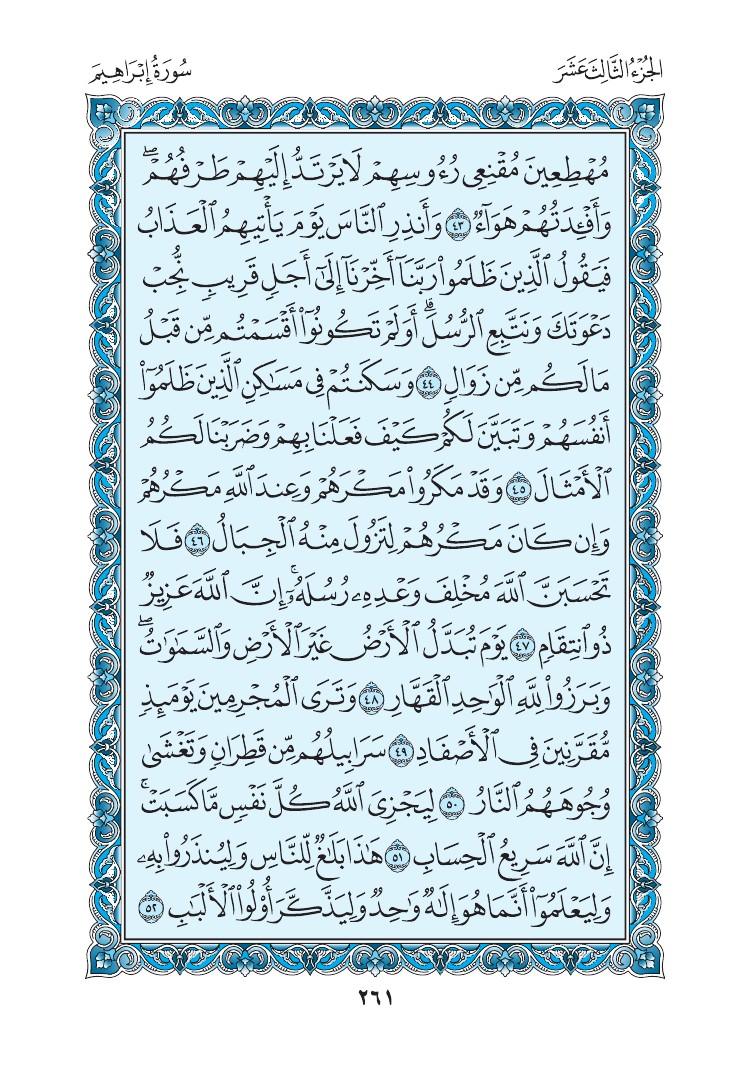 الجُزْءُ الثَّالِثَ عَشَرَ
سُورَةُ إِبْرَاهِيمَ
مُهۡطِعِينَ مُقۡنِعِي رُءُوسِهِمۡ لَا يَرۡتَدُّ إِلَيۡهِمۡ طَرۡفُهُمۡۖ
وَأَفۡـِٔدَتُهُمۡ هَوَآءٞ ٤٣ وَأَنذِرِ ٱلنَّاسَ يَوۡمَ يَأۡتِيهِمُ ٱلۡعَذَابُ
فَيَقُولُ ٱلَّذِينَ ظَلَمُواْ رَبَّنَآ أَخِّرۡنَآ إِلَىٰٓ أَجَلٖ قَرِيبٖ نُّجِبۡ
دَعۡوَتَكَ وَنَتَّبِعِ ٱلرُّسُلَۗ أَوَلَمۡ تَكُونُوٓاْ أَقۡسَمۡتُم مِّن قَبۡلُ
مَا لَكُم مِّن زَوَالٖ ٤٤ وَسَكَنتُمۡ فِي مَسَٰكِنِ ٱلَّذِينَ ظَلَمُوٓاْ
أَنفُسَهُمۡ وَتَبَيَّنَ لَكُمۡ كَيۡفَ فَعَلۡنَا بِهِمۡ وَضَرَبۡنَا لَكُمُ
ٱلۡأَمۡثَالَ ٤٥ وَقَدۡ مَكَرُواْ مَكۡرَهُمۡ وَعِندَ ٱللَّهِ مَكۡرُهُمۡ
وَإِن كَانَ مَكۡرُهُمۡ لِتَزُولَ مِنۡهُ ٱلۡجِبَالُ ٤٦ فَلَا
تَحۡسَبَنَّ ٱللَّهَ مُخۡلِفَ وَعۡدِهِۦ رُسُلَهُۥٓۚ إِنَّ ٱللَّهَ عَزِيزٞ
ذُو ٱنتِقَامٖ ٤٧ يَوۡمَ تُبَدَّلُ ٱلۡأَرۡضُ غَيۡرَ ٱلۡأَرۡضِ وَٱلسَّمَٰوَٰتُۖ
وَبَرَزُواْ لِلَّهِ ٱلۡوَٰحِدِ ٱلۡقَهَّارِ ٤٨ وَتَرَى ٱلۡمُجۡرِمِينَ يَوۡمَئِذٖ
مُّقَرَّنِينَ فِي ٱلۡأَصۡفَادِ ٤٩ سَرَابِيلُهُم مِّن قَطِرَانٖ وَتَغۡشَىٰ
وُجُوهَهُمُ ٱلنَّارُ ٥٠ لِيَجۡزِيَ ٱللَّهُ كُلَّ نَفۡسٖ مَّا كَسَبَتۡۚ
إِنَّ ٱللَّهَ سَرِيعُ ٱلۡحِسَابِ ٥١ هَٰذَا بَلَٰغٞ لِّلنَّاسِ وَلِيُنذَرُواْ بِهِۦ
وَلِيَعۡلَمُوٓاْ أَنَّمَا هُوَ إِلَٰهٞ وَٰحِدٞ وَلِيَذَّكَّرَ أُوْلُواْ ٱلۡأَلۡبَٰبِ ٥٢
٢٦١